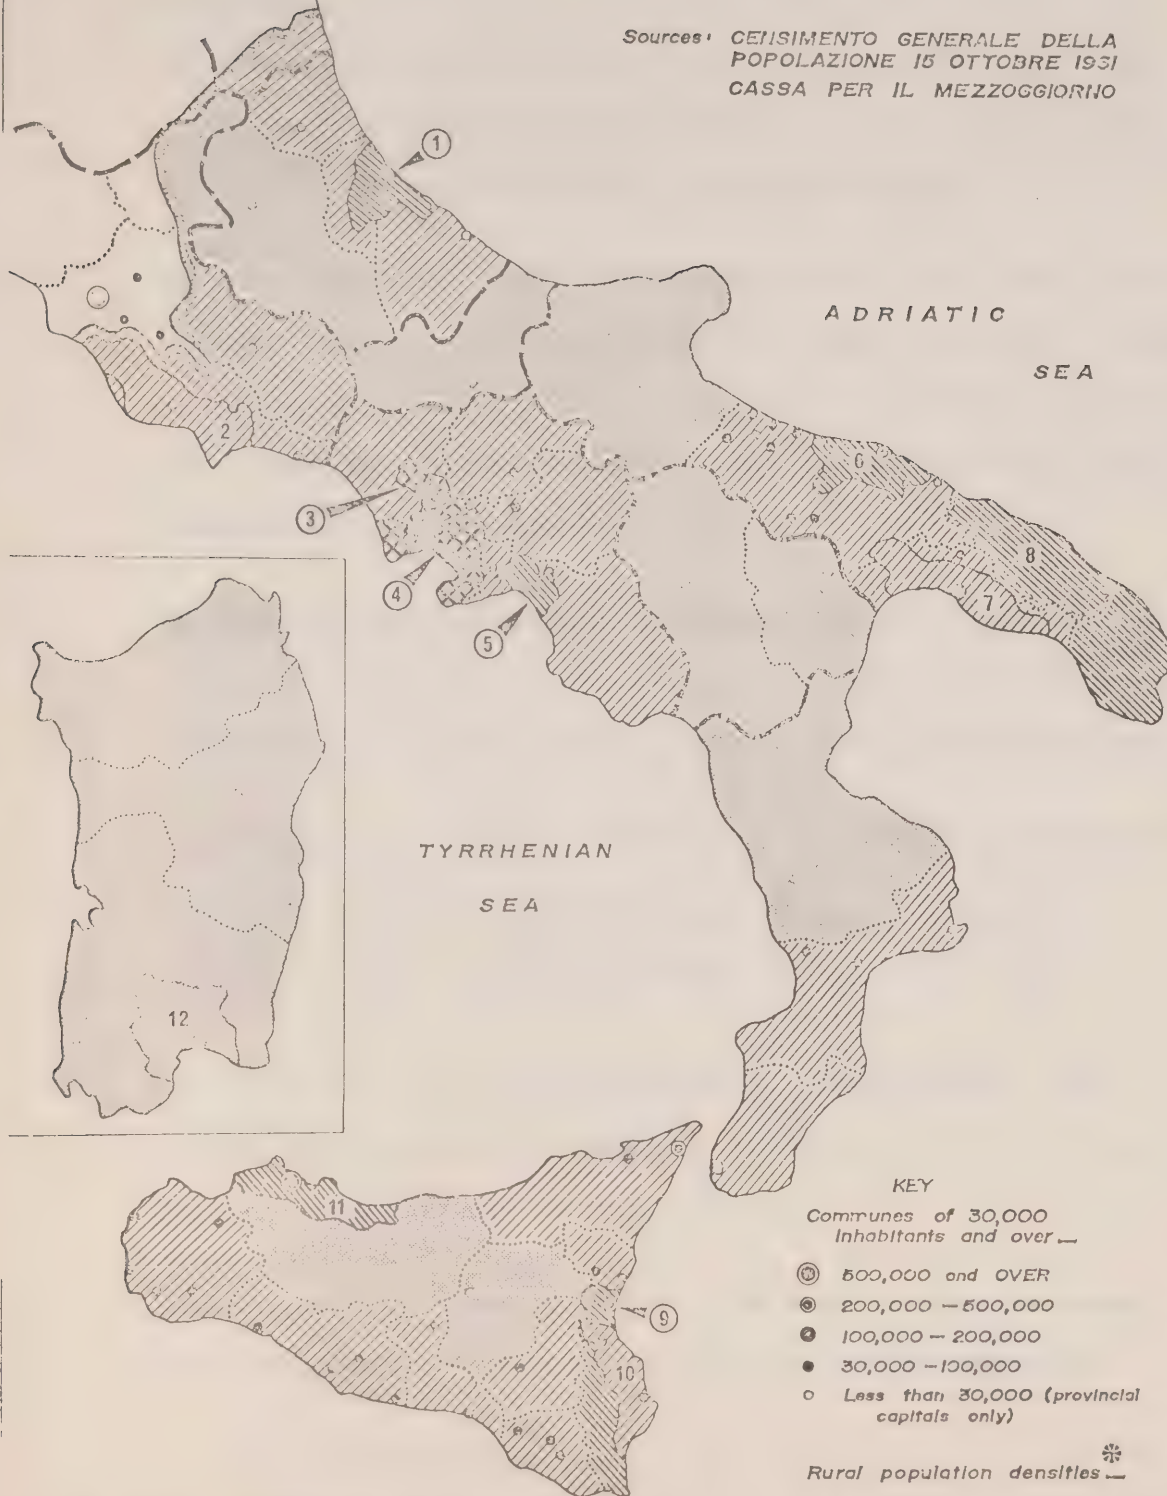 Sources: CENSIMENTO GENERALE DELLA
POPOLAZIONE 15 OTTOBRE 1951
CASSA PER IL MEZZOGGIORNO
1
ADRIATIC
SEA
2
6
3
8
4
7
5
TYRRHENIAN
SEA
12
11
9
10
KEY
Communes of 30,000
inhabitants and over—
500,000 and OVER
200,000 – 500,000
100,000 – 200,000
30,000 – 100,000
Less than 30,000 (provincial
capitals only)
Rural population densities—